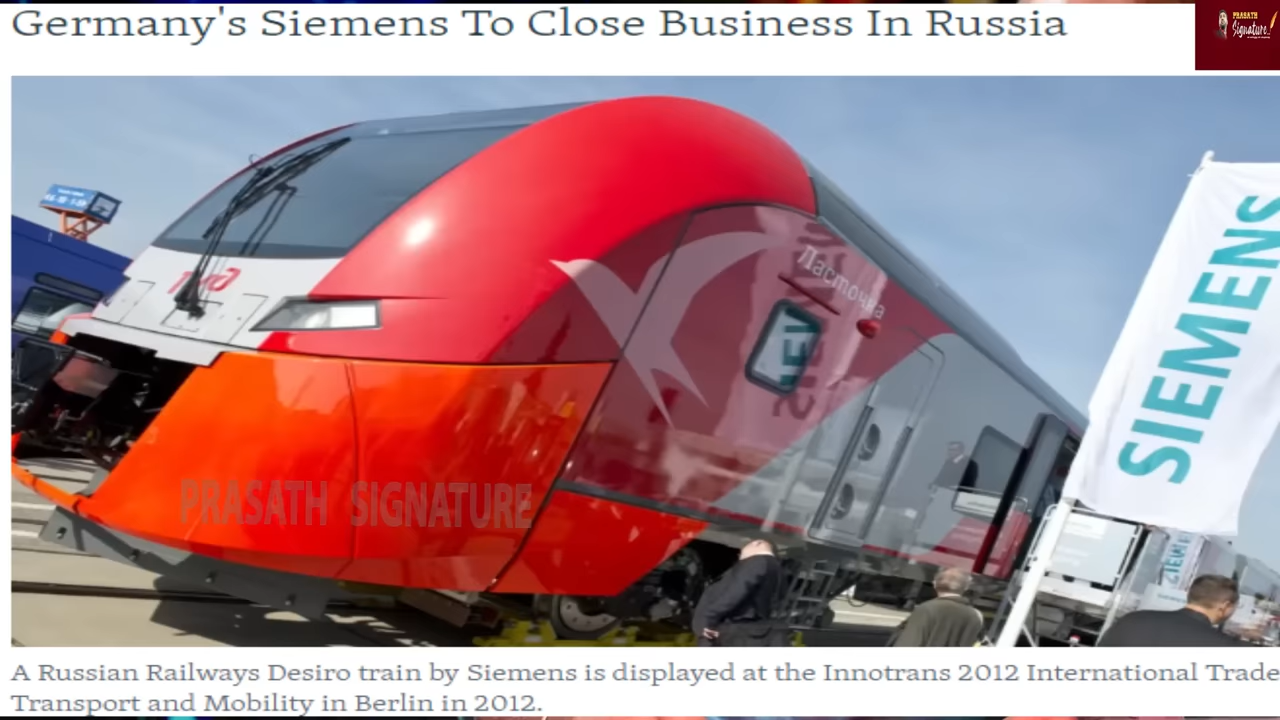 Germany's Siemens To Close Business In Russia
PRASATH
Signature
Ласточка
SIEMENS
PRASATH SIGNATURE
A Russian Railways Desiro train by Siemens is displayed at the Innotrans 2012 International Trade
Transport and Mobility in Berlin in 2012.